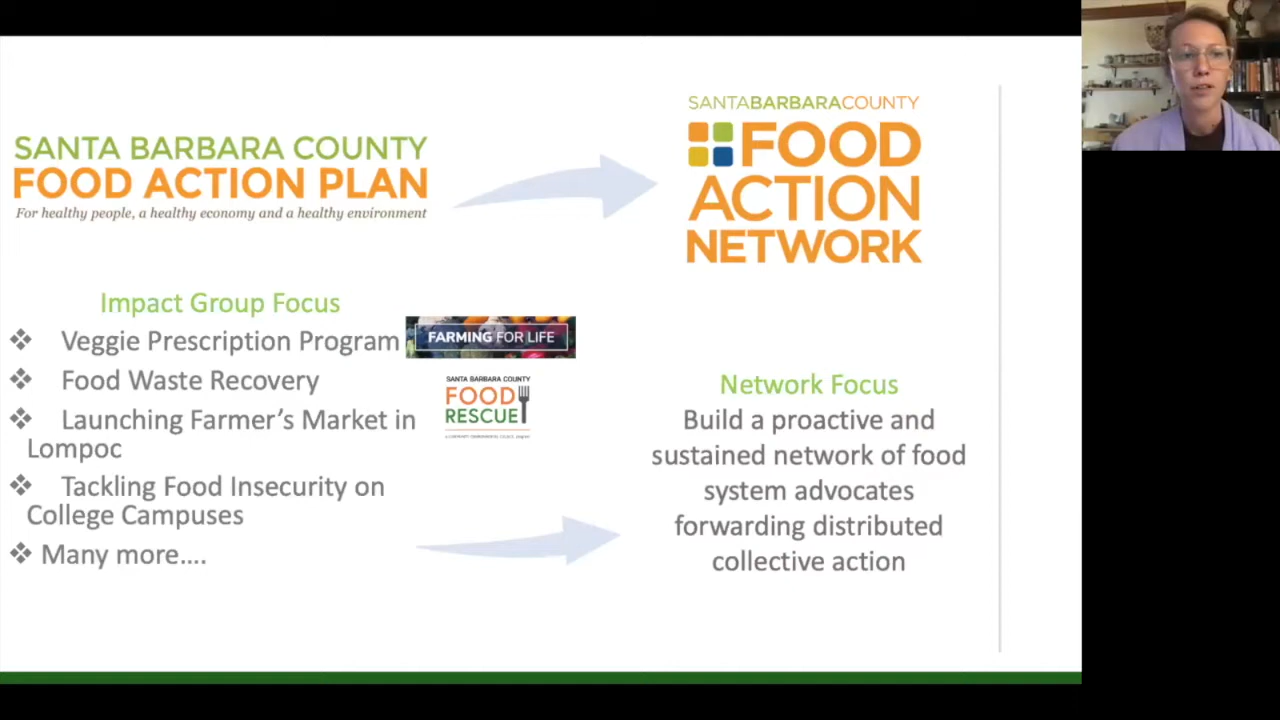 SANTA BARBARA COUNTY
FOOD ACTION PLAN
For healthy people, a healthy economy and a healthy environment
SANTABARBARACOUNTY
FOOD
ACTION
NETWORK
Impact Group Focus
❖ Veggie Prescription Program
FARMING FOR LIFE
❖ Food Waste Recovery
SANTA BARBARA COUNTY
FOOD
RESCUE
❖ Launching Farmer's Market in
Lompoc
❖ Tackling Food Insecurity on
College Campuses
❖ Many more....
Network Focus
Build a proactive and
sustained network of food
system advocates
forwarding distributed
collective action